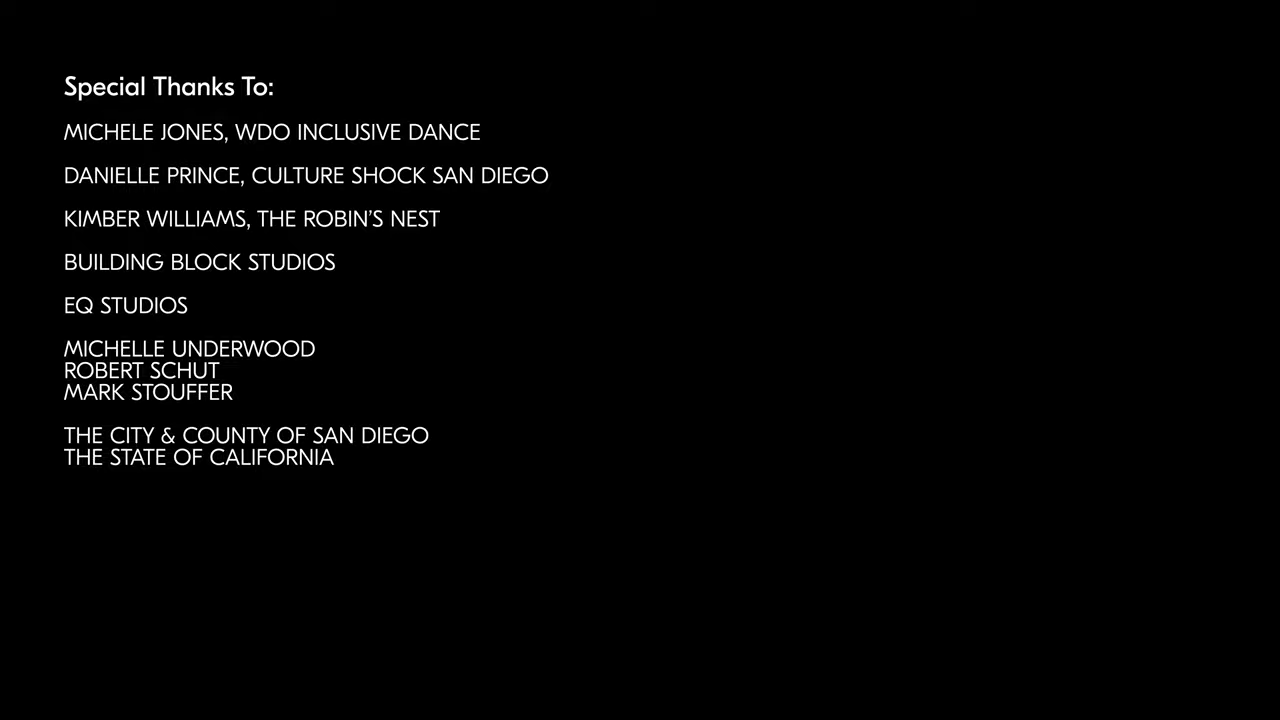 Special Thanks To:
MICHELE JONES, WDO INCLUSIVE DANCE
DANIELLE PRINCE, CULTURE SHOCK SAN DIEGO
KIMBER WILLIAMS, THE ROBIN’S NEST
BUILDING BLOCK STUDIOS
EQ STUDIOS
MICHELLE UNDERWOOD
ROBERT SCHUT
MARK STOUFFER
THE CITY & COUNTY OF SAN DIEGO
THE STATE OF CALIFORNIA